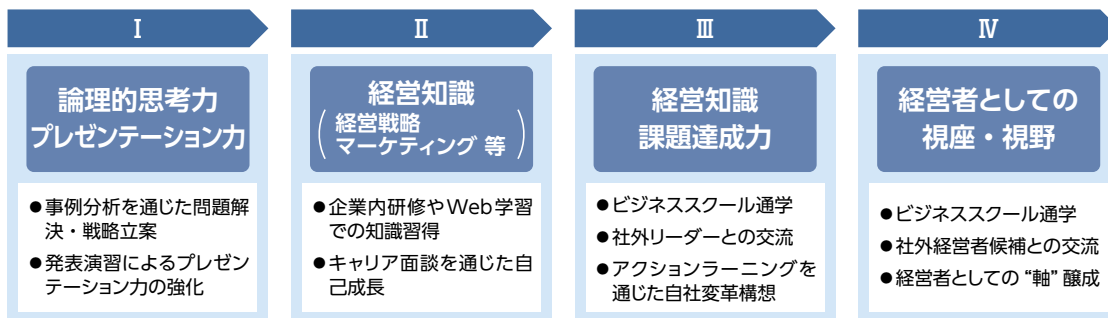 Ⅰ
論理的思考力
プレゼンテーション力
●事例分析を通じた問題解
決・戦略立案
●発表演習によるプレゼン
テーション力の強化
Ⅱ
経営知識
(経営戦略
マーケティング 等)
●企業内研修やWeb学習
での知識習得
●キャリア面談を通じた自
己成長
Ⅲ
経営知識
課題達成力
●ビジネススクール通学
●社外リーダーとの交流
●アクションラーニングを
通じた自社変革構想
Ⅳ
経営者としての
視座・視野
●ビジネススクール通学
●社外経営者候補との交流
●経営者としての“軸”醸成